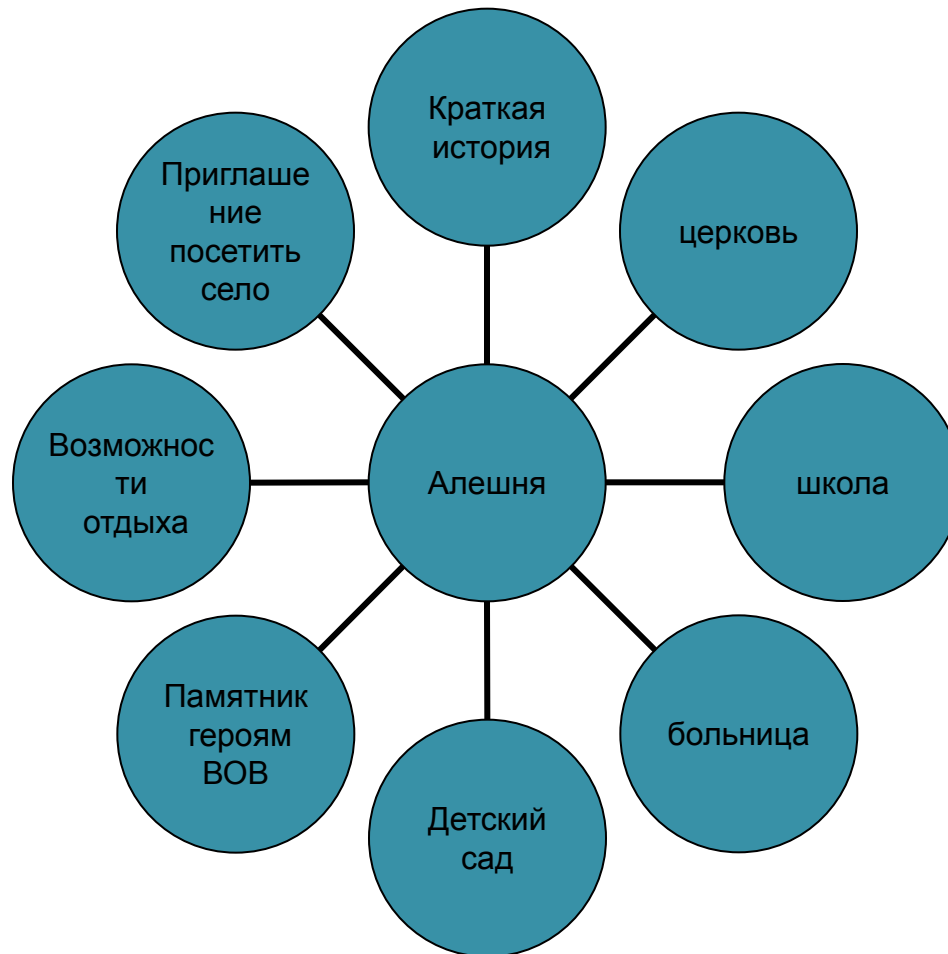 Краткая
история
церковь
школа
больница
Детский
сад
Памятник
героям
ВОВ
Возможнос
ти
отдыха
Приглаше
ние
посетить
село
Алешня